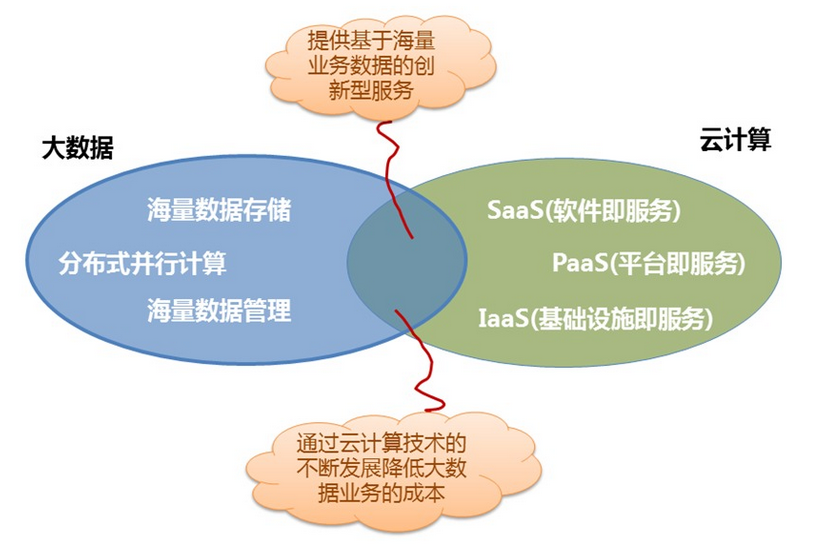 提供基于海量
业务数据的创
新型服务
大数据
云计算
海量数据存储
分布式并行计算
海量数据管理
SaaS(软件即服务)
PaaS(平台即服务)
IaaS(基础设施即服务)
通过云计算技术的
不断发展降低大数
据业务的成本